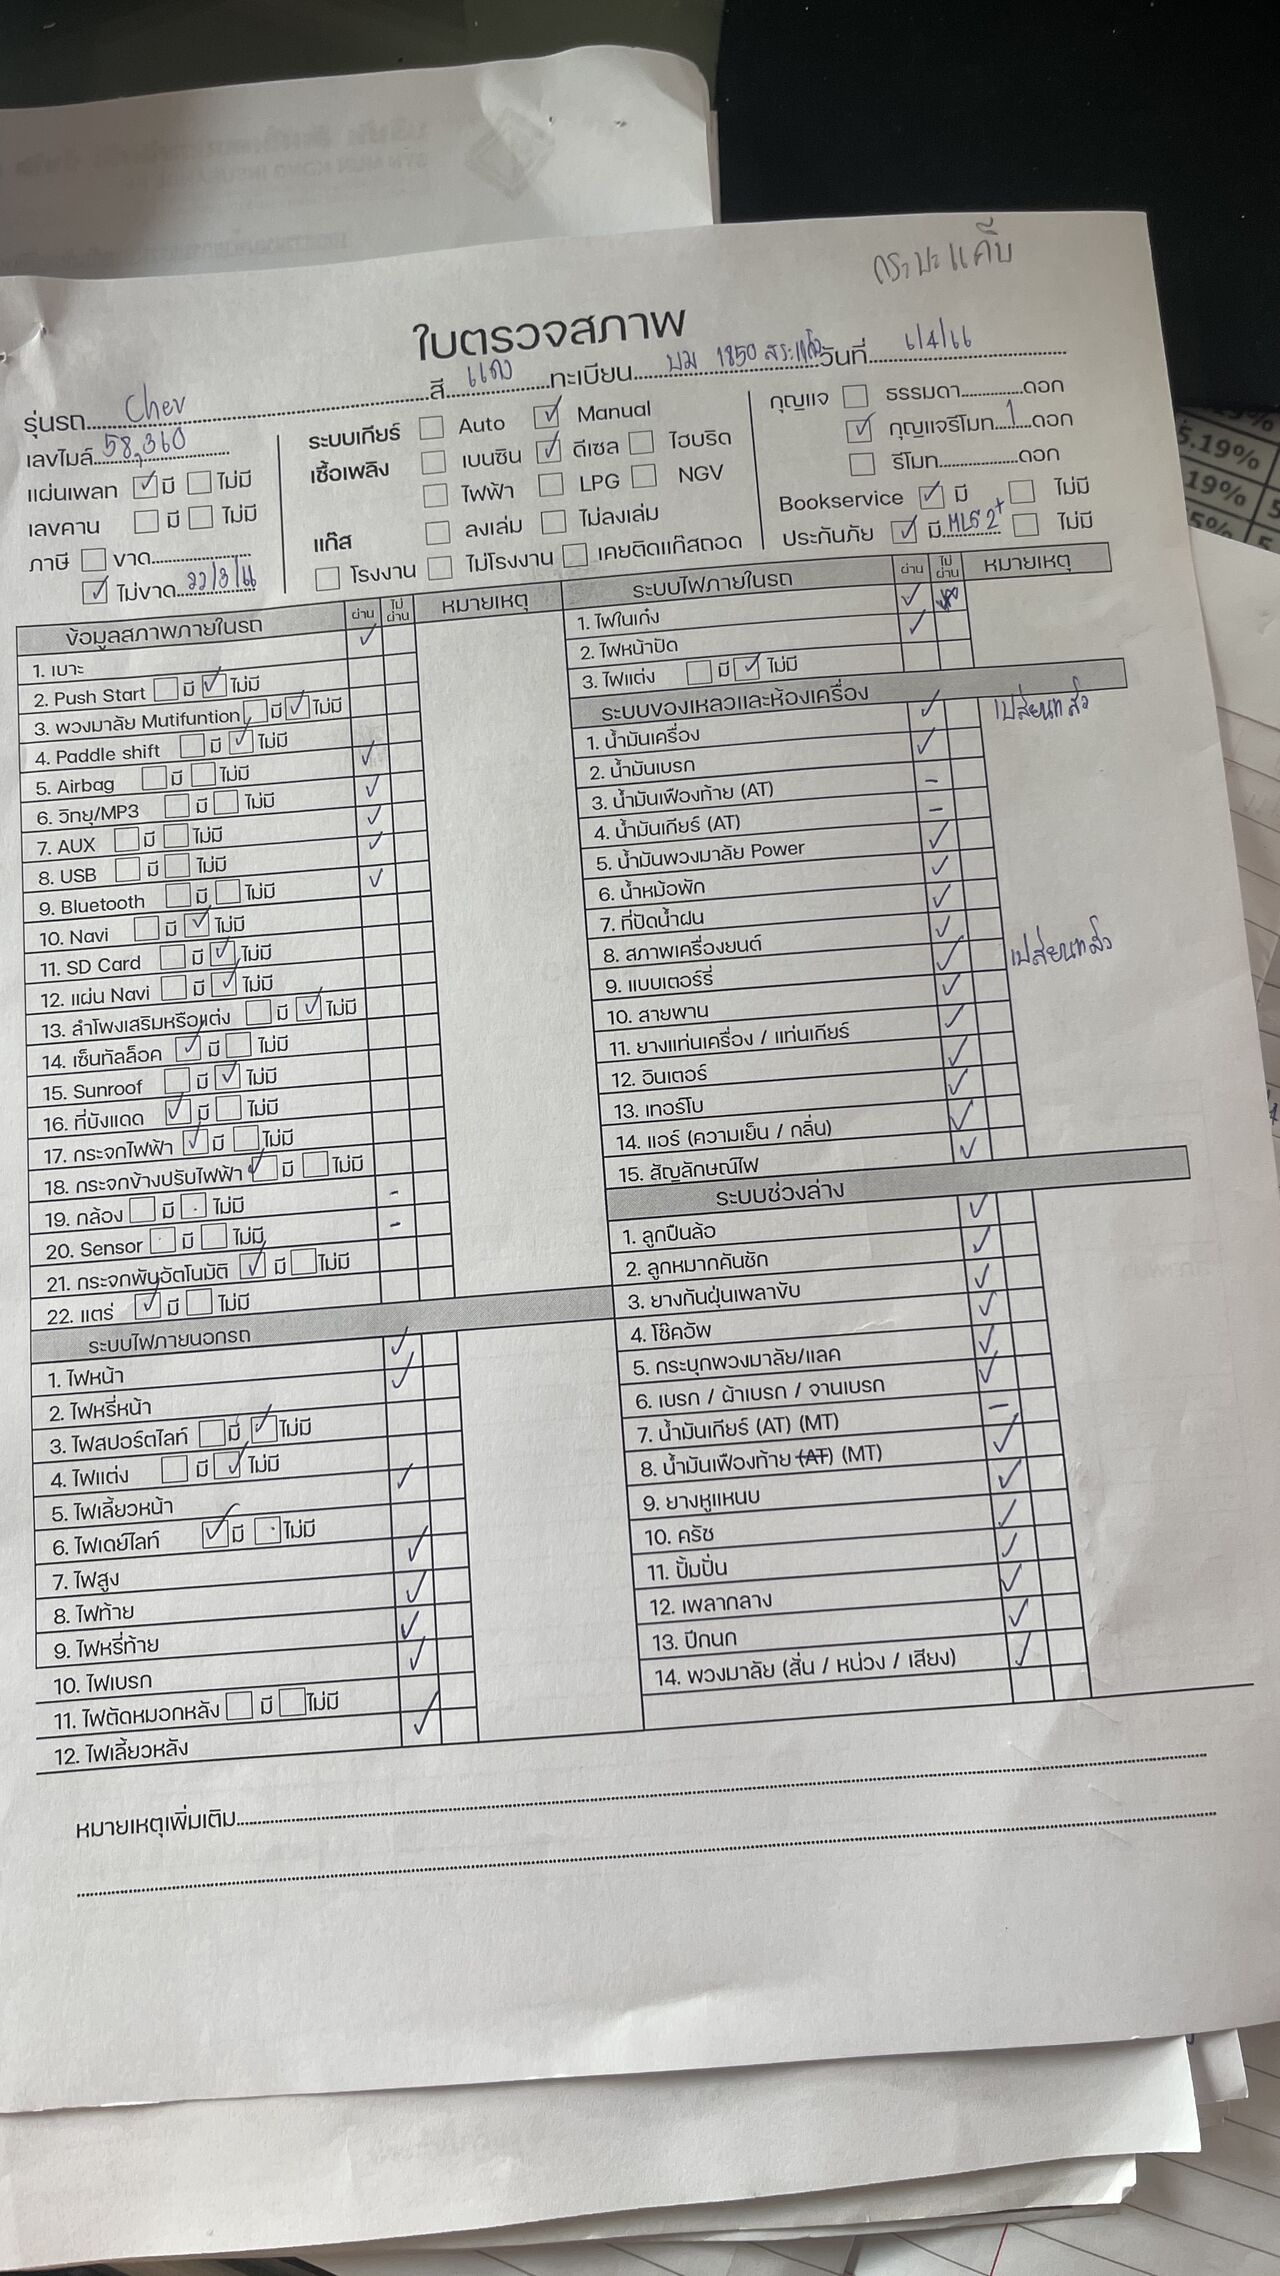 กระบะแค็บ
ใบตรวจสภาพ
รุ่นรถ Chev สี แดง ทะเบียน บม 1850 สระแก้ว วันที่ 6/4/66
เลขไมล์ 58,360
แผ่นเพลท ☑ มี ☐ ไม่มี
เลขคาน ☐ มี ☐ ไม่มี
ภาษี ☐ ขาด
☑ ไม่ขาด 22/3/66
ระบบเกียร์ ☐ Auto ☑ Manual
เชื้อเพลิง ☐ เบนซิน ☑ ดีเซล ☐ ไฮบริด
☐ ไฟฟ้า ☐ LPG ☐ NGV
แก๊ส ☐ ลงเล่ม ☐ ไม่ลงเล่ม
☐ โรงงาน ☐ ไม่โรงงาน ☐ เคยติดแก๊สถอด
กุญแจ ☐ ธรรมดา ดอก
☑ กุญแจรีโมท 1 ดอก
☐ รีโมท ดอก
Bookservice ☑ มี ☐ ไม่มี
ประกันภัย ☑ มี 2+ ☐ ไม่มี
ข้อมูลสภาพภายในรถ ผ่าน ไม่ผ่าน หมายเหตุ
1. เบาะ ✓
2. Push Start ☐ มี ☑ ไม่มี
3. พวงมาลัย Mutifuntion ☐ มี ☑ ไม่มี
4. Paddle shift ☐ มี ☑ ไม่มี
5. Airbag ☐ มี ☐ ไม่มี ✓
6. วิทยุ/MP3 ☐ มี ☐ ไม่มี ✓
7. AUX ☐ มี ☐ ไม่มี ✓
8. USB ☐ มี ☐ ไม่มี ✓
9. Bluetooth ☐ มี ☐ ไม่มี ✓
10. Navi ☐ มี ☑ ไม่มี
11. SD Card ☐ มี ☑ ไม่มี
12. แผ่น Navi ☐ มี ☑ ไม่มี
13. ลำโพงเสริมหรือแต่ง ☐ มี ☑ ไม่มี
14. เซ็นทัลล็อค ☑ มี ☐ ไม่มี
15. Sunroof ☐ มี ☑ ไม่มี
16. ที่บังแดด ☑ มี ☐ ไม่มี
17. กระจกไฟฟ้า ☑ มี ☐ ไม่มี
18. กระจกข้างปรับไฟฟ้า ☑ มี ☐ ไม่มี
19. กล้อง ☐ มี ☐ ไม่มี -
20. Sensor ☐ มี ☐ ไม่มี -
21. กระจกพับอัตโนมัติ ☑ มี ☐ ไม่มี
22. แตร่ ☑ มี ☐ ไม่มี
ระบบไฟภายนอกรถ
1. ไฟหน้า ✓
2. ไฟหรี่หน้า ✓
3. ไฟสปอร์ตไลท์ ☐ มี ☑ ไม่มี
4. ไฟแต่ง ☐ มี ☑ ไม่มี
5. ไฟเลี้ยวหน้า ✓
6. ไฟเดย์ไลท์ ☑ มี ☐ ไม่มี
7. ไฟสูง ✓
8. ไฟท้าย ✓
9. ไฟหรี่ท้าย ✓
10. ไฟเบรก ✓
11. ไฟตัดหมอกหลัง ☐ มี ☐ ไม่มี
12. ไฟเลี้ยวหลัง ✓
ระบบไฟภายในรถ ผ่าน ไม่ผ่าน หมายเหตุ
1. ไฟในเก๋ง ✓
2. ไฟหน้าปัด ✓
3. ไฟแต่ง ☐ มี ☑ ไม่มี
ระบบของเหลวและห้องเครื่อง
1. น้ำมันเครื่อง ✓ เปลี่ยนแล้ว
2. น้ำมันเบรก ✓
3. น้ำมันเฟืองท้าย (AT) -
4. น้ำมันเกียร์ (AT) -
5. น้ำมันพวงมาลัย Power ✓
6. น้ำหม้อพัก ✓
7. ที่ปัดน้ำฝน ✓
8. สภาพเครื่องยนต์ ✓
9. แบบเตอร์รี่ ✓ เปลี่ยนแล้ว
10. สายพาน ✓
11. ยางแท่นเครื่อง / แท่นเกียร์ ✓
12. อินเตอร์ ✓
13. เทอร์โบ ✓
14. แอร์ (ความเย็น / กลิ่น) ✓
15. สัญลักษณ์ไฟ ✓
ระบบช่วงล่าง
1. ลูกปืนล้อ ✓
2. ลูกหมากคันชัก ✓
3. ยางกันฝุ่นเพลาขับ ✓
4. โช๊คอัพ ✓
5. กระบุกพวงมาลัย/แลค ✓
6. เบรก / ผ้าเบรก / จานเบรก ✓
7. น้ำมันเกียร์ (AT) (MT) -
8. น้ำมันเฟืองท้าย (AT) (MT) ✓
9. ยางหูแหนบ ✓
10. ครัช ✓
11. ปั้มปั่น ✓
12. เพลากลาง ✓
13. ปีกนก ✓
14. พวงมาลัย (สั่น / หน่วง / เสียง) ✓
หมายเหตุเพิ่มเติม
5.19%